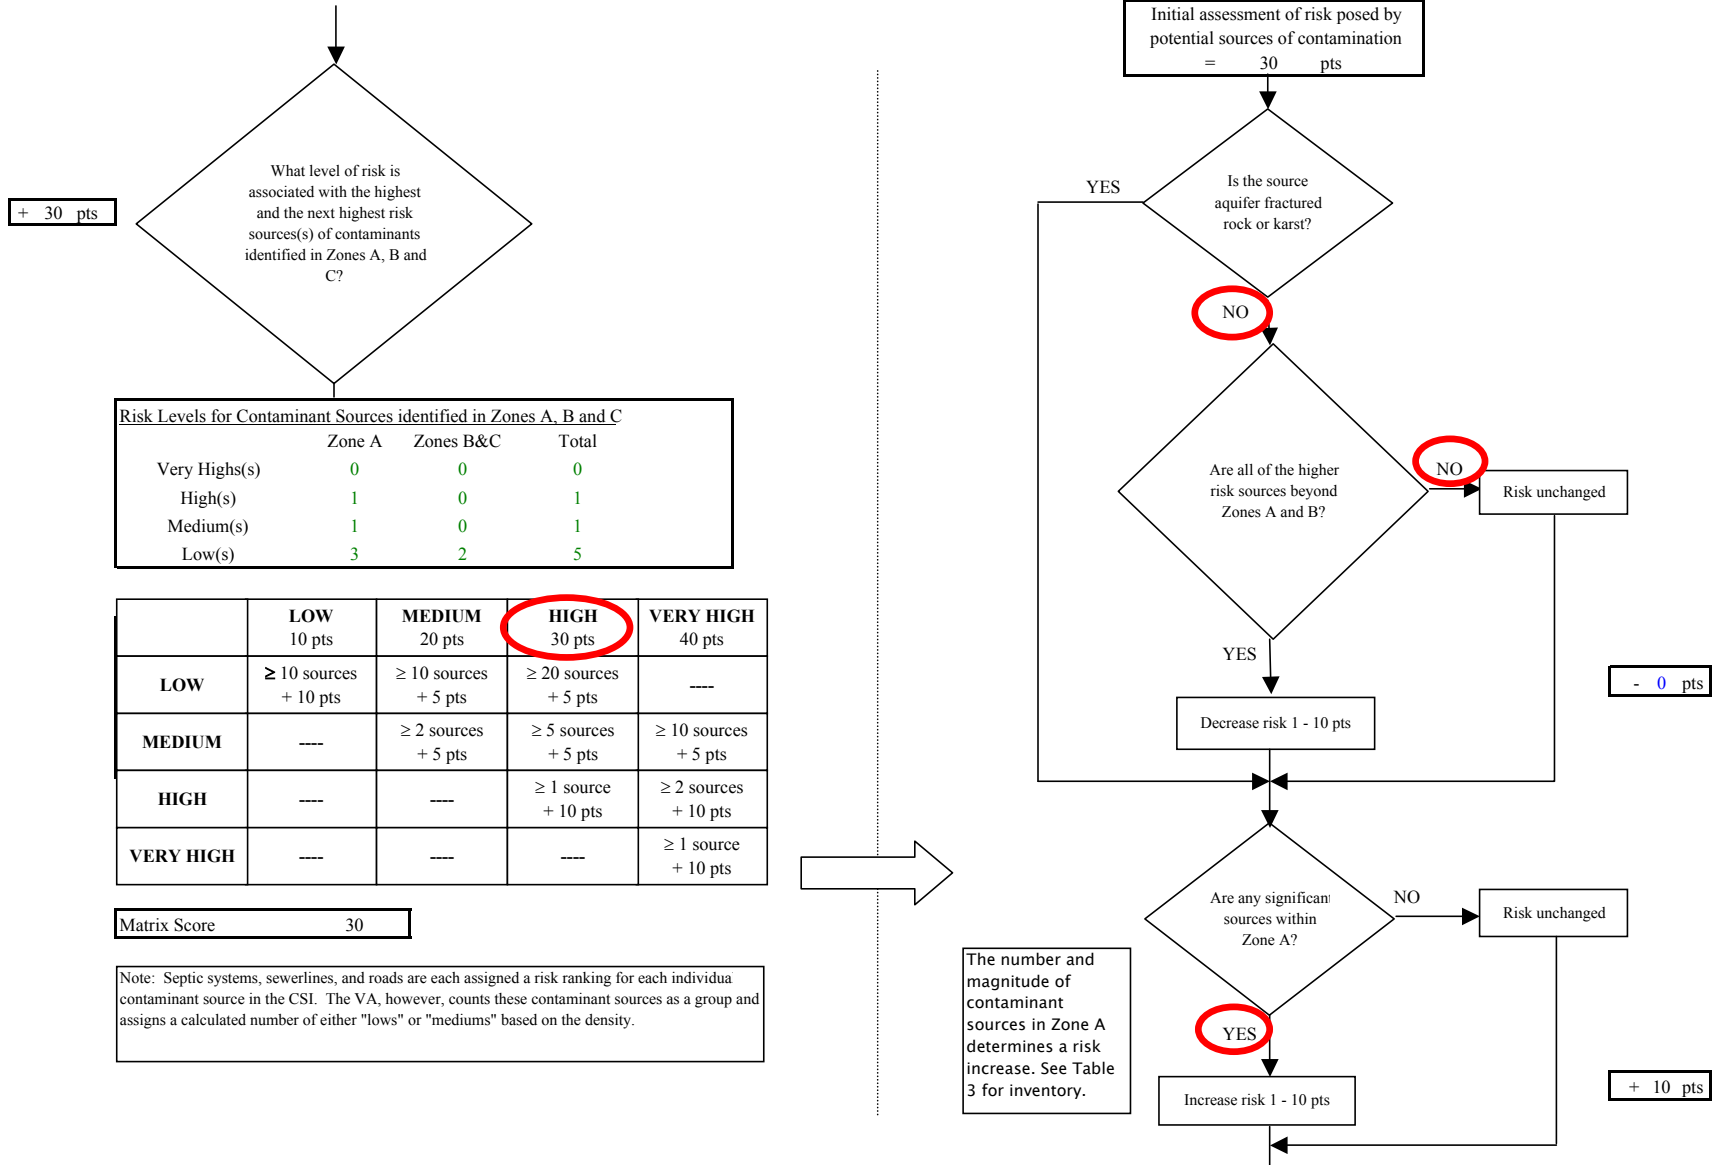 What level of risk is
associated with the highest
and the next highest risk
sources(s) of contaminants
identified in Zones A, B and
C?
+ 30 pts
Risk Levels for Contaminant Sources identified in Zones A, B and C
Zone A Zones B&C Total
Very Highs(s) 0 0 0
High(s) 1 0 1
Medium(s) 1 0 1
Low(s) 3 2 5
LOW MEDIUM HIGH VERY HIGH
10 pts 20 pts 30 pts 40 pts
LOW ≥ 10 sources ≥ 10 sources ≥ 20 sources ----
+ 10 pts + 5 pts + 5 pts
MEDIUM ---- ≥ 2 sources ≥ 5 sources ≥ 10 sources
+ 5 pts + 5 pts + 5 pts
HIGH ---- ---- ≥ 1 source ≥ 2 sources
+ 10 pts + 10 pts
VERY HIGH ---- ---- ---- ≥ 1 source
+ 10 pts
Matrix Score 30
Note: Septic systems, sewerlines, and roads are each assigned a risk ranking for each individua
contaminant source in the CSI. The VA, however, counts these contaminant sources as a group and
assigns a calculated number of either "lows" or "mediums" based on the density.
Initial assessment of risk posed by
potential sources of contamination
= 30 pts
YES
Is the source
aquifer fractured
rock or karst?
NO
Are all of the higher
risk sources beyond
Zones A and B?
NO
Risk unchanged
YES
- 0 pts
Decrease risk 1 - 10 pts
Are any significant
sources within
Zone A?
NO
Risk unchanged
The number and
magnitude of
contaminant
sources in Zone A
determines a risk
increase. See Table
3 for inventory.
YES
Increase risk 1 - 10 pts
+ 10 pts